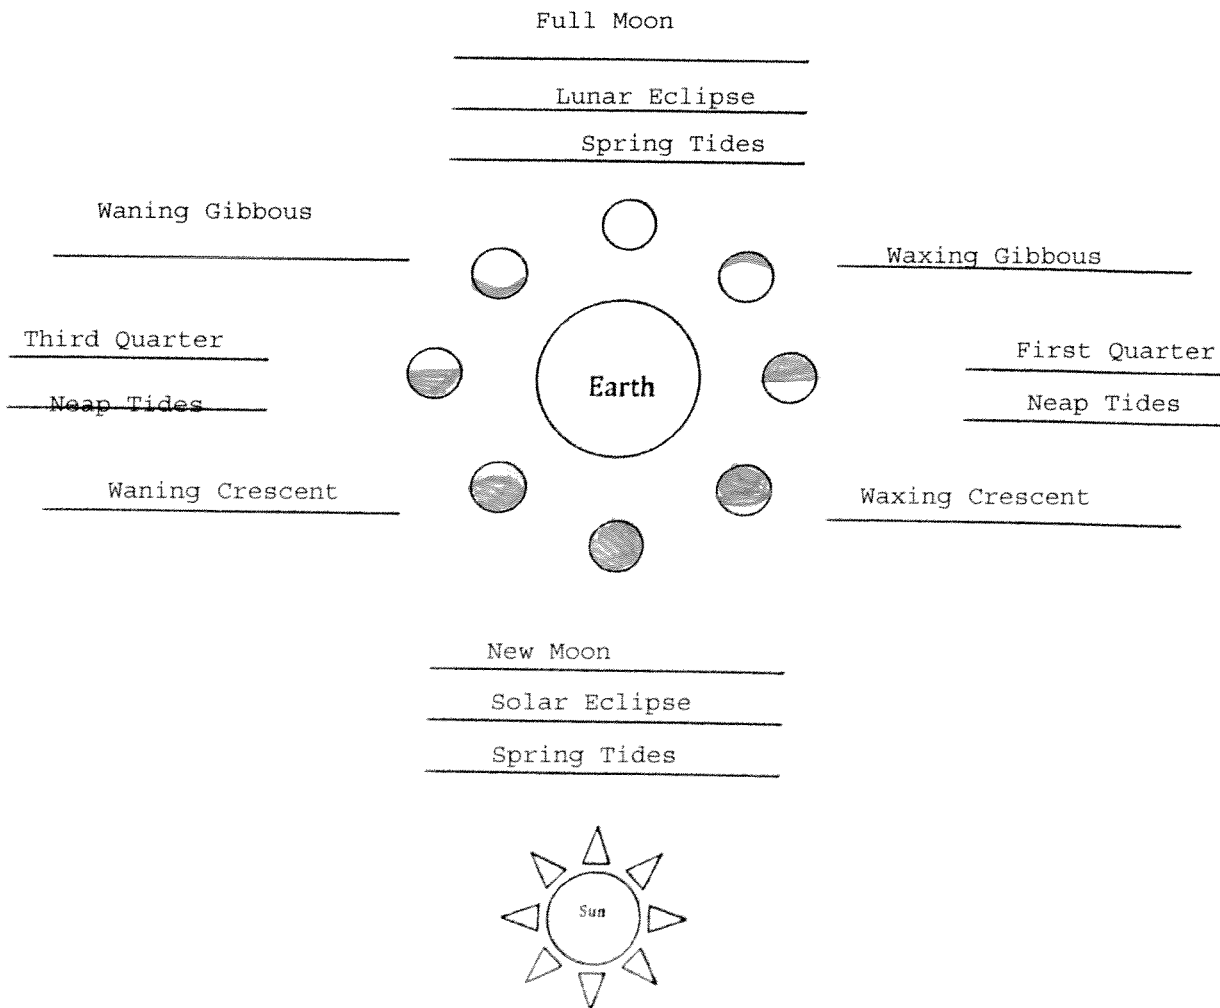 Full Moon
Lunar Eclipse
Spring Tides
Waning Gibbous
Waxing Gibbous
Third Quarter
First Quarter
Earth
Neap Tides
Neap Tides
Waning Crescent
Waxing Crescent
New Moon
Solar Eclipse
Spring Tides
Sun